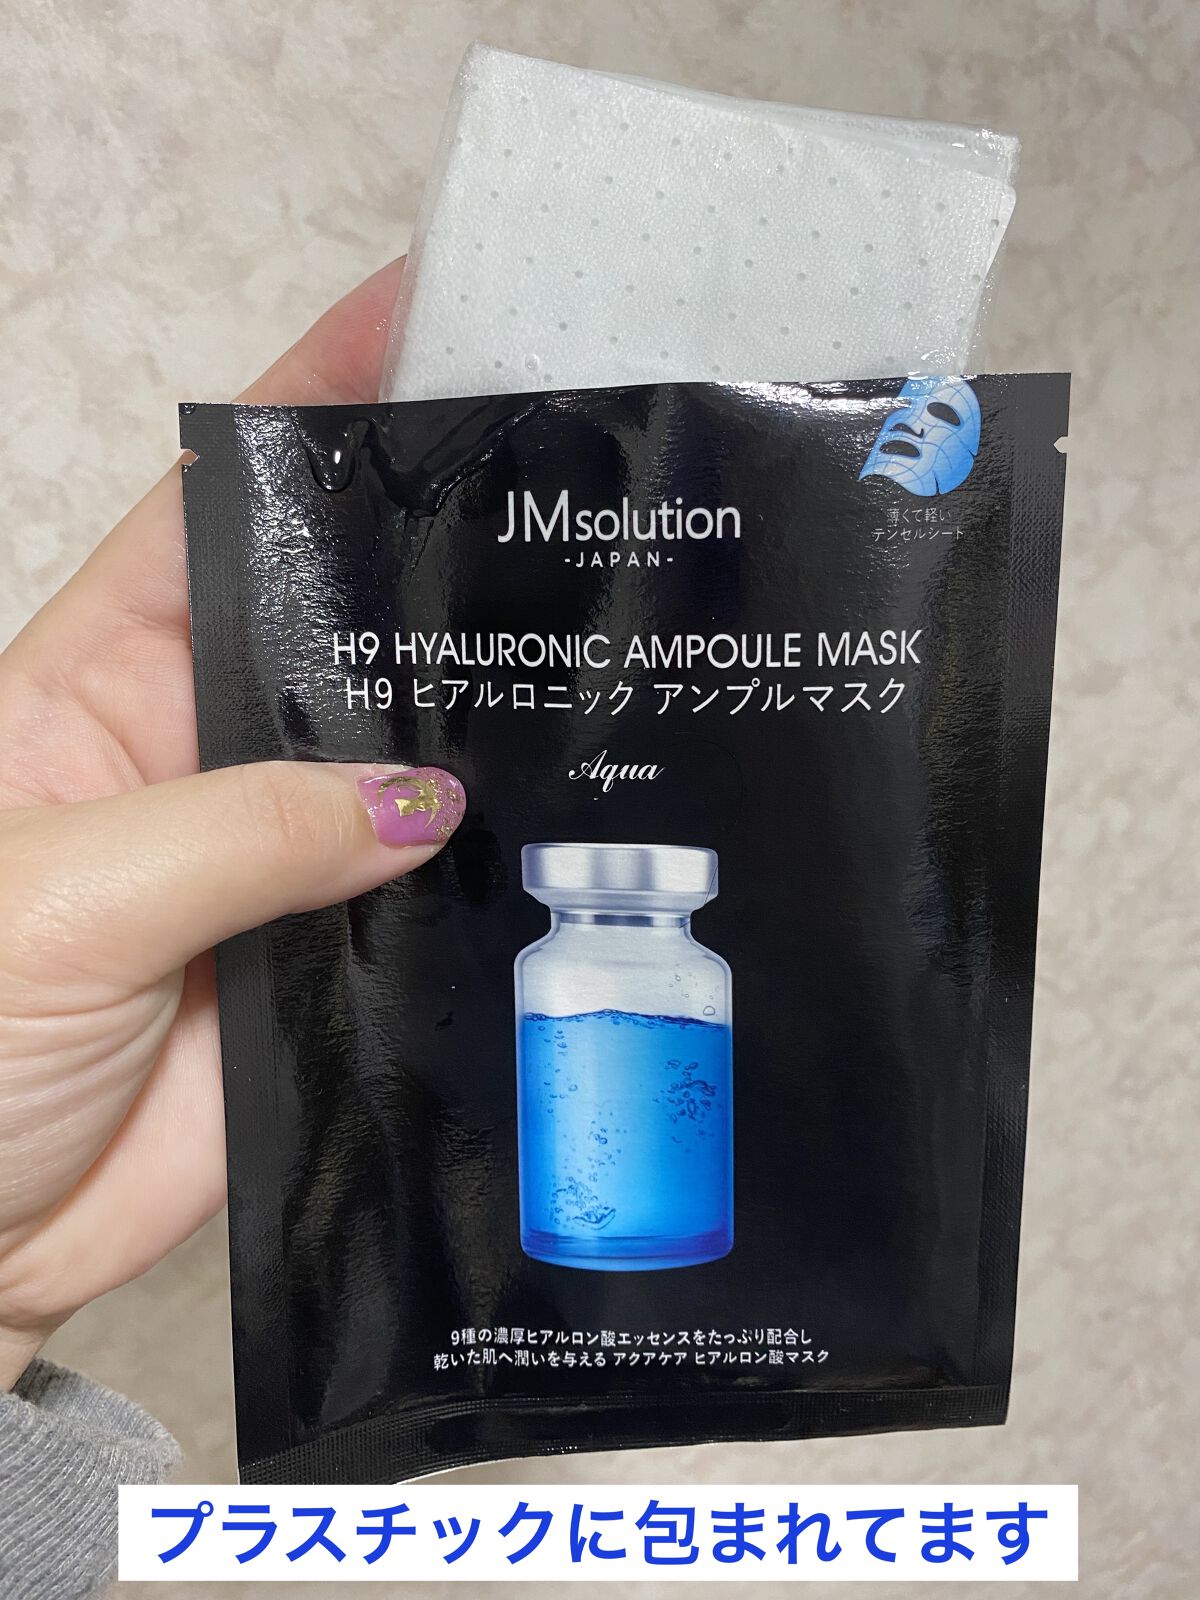 JMsolution
-JAPAN-
薄くて軽い
テンセルシート
H9 HYALURONIC AMPOULE MASK
H9 ヒアルロニック アンプルマスク
Aqua
9種の濃厚ヒアルロン酸エッセンスをたっぷり配合し
乾いた肌へ潤いを与える アクアケア ヒアルロン酸マスク
プラスチックに包まれてます